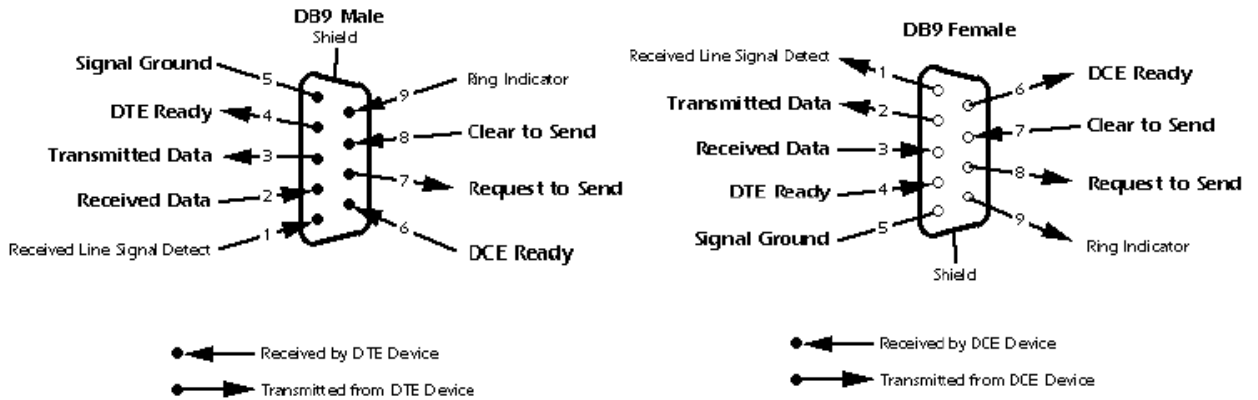 DB9 Male
Shield
Signal Ground
5
DTE Ready
4
Transmitted Data
3
Received Data
2
Received Line Signal Detect
1
9
Ring Indicator
8
Clear to Send
7
Request to Send
6
DCE Ready
Received by DTE Device
Transmitted from DTE Device
DB9 Female
Received Line Signal Detect
1
Transmitted Data
2
Received Data
3
DTE Ready
4
Signal Ground
5
6
DCE Ready
7
Clear to Send
8
Request to Send
9
Ring Indicator
Shield
Received by DCE Device
Transmitted from DCE Device